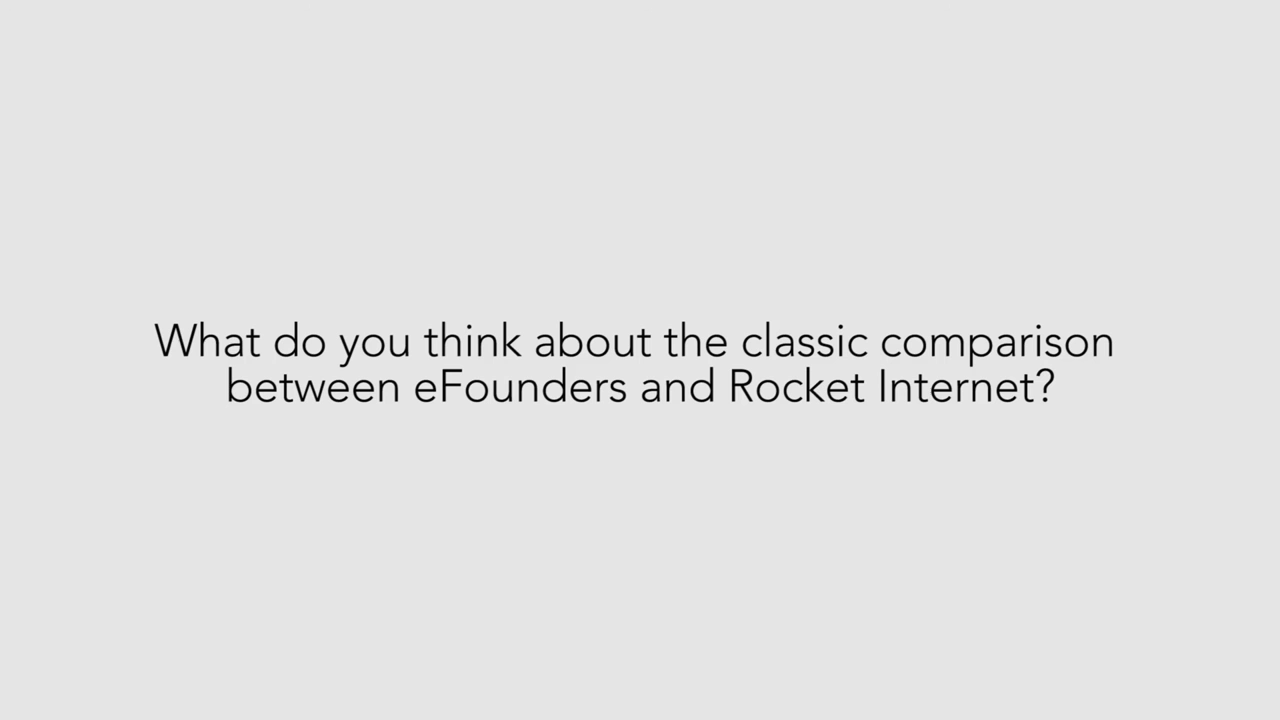 What do you think about the classic comparison
between eFounders and Rocket Internet?